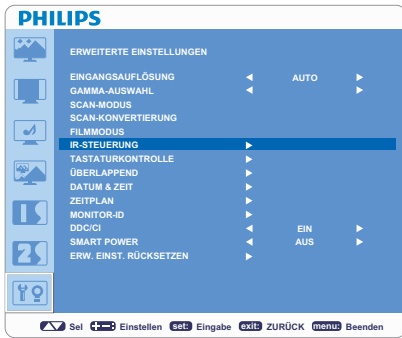 PHILIPS
ERWEITERTE EINSTELLUNGEN
EINGANGSAUFLÖSUNG AUTO
GAMMA-AUSWAHL
SCAN-MODUS
SCAN-KONVERTIERUNG
FILMMODUS
IR-STEUERUNG
TASTATURKONTROLLE
ÜBERLAPPEND
DATUM & ZEIT
ZEITPLAN
MONITOR-ID
DDC/CI EIN
SMART POWER AUS
ERW. EINST. RÜCKSETZEN
Sel Einstellen set: Eingabe exit: ZURÜCK menu: Beenden